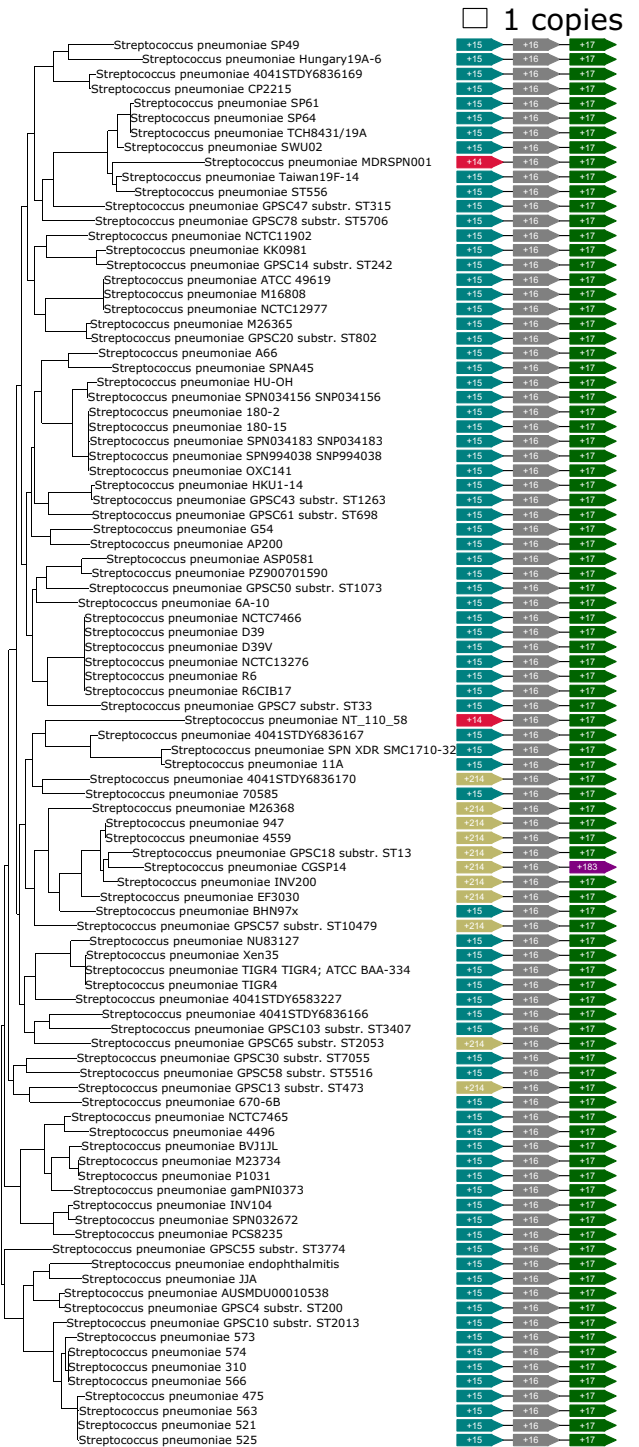 1 copies
Streptococcus pneumoniae SP49 +15 +16 +17
Streptococcus pneumoniae Hungary19A-6 +15 +16 +17
Streptococcus pneumoniae 4041STDY6836169 +15 +16 +17
Streptococcus pneumoniae CP2215 +15 +16 +17
Streptococcus pneumoniae SP61 +15 +16 +17
Streptococcus pneumoniae SP64 +15 +16 +17
Streptococcus pneumoniae TCH8431/19A +15 +16 +17
Streptococcus pneumoniae SWU02 +15 +16 +17
Streptococcus pneumoniae MDRSPN001 +14 +16 +17
Streptococcus pneumoniae Taiwan19F-14 +15 +16 +17
Streptococcus pneumoniae ST556 +15 +16 +17
Streptococcus pneumoniae GPSC47 substr. ST315 +15 +16 +17
Streptococcus pneumoniae GPSC78 substr. ST5706 +15 +16 +17
Streptococcus pneumoniae NCTC11902 +15 +16 +17
Streptococcus pneumoniae KK0981 +15 +16 +17
Streptococcus pneumoniae GPSC14 substr. ST242 +15 +16 +17
Streptococcus pneumoniae ATCC 49619 +15 +16 +17
Streptococcus pneumoniae M16808 +15 +16 +17
Streptococcus pneumoniae NCTC12977 +15 +16 +17
Streptococcus pneumoniae M26365 +15 +16 +17
Streptococcus pneumoniae GPSC20 substr. ST802 +15 +16 +17
Streptococcus pneumoniae A66 +15 +16 +17
Streptococcus pneumoniae SPNA45 +15 +16 +17
Streptococcus pneumoniae HU-OH +15 +16 +17
Streptococcus pneumoniae SPN034156 SNP034156 +15 +16 +17
Streptococcus pneumoniae 180-2 +15 +16 +17
Streptococcus pneumoniae 180-15 +15 +16 +17
Streptococcus pneumoniae SPN034183 SNP034183 +15 +16 +17
Streptococcus pneumoniae SPN994038 SNP994038 +15 +16 +17
Streptococcus pneumoniae OXC141 +15 +16 +17
Streptococcus pneumoniae HKU1-14 +15 +16 +17
Streptococcus pneumoniae GPSC43 substr. ST1263 +15 +16 +17
Streptococcus pneumoniae GPSC61 substr. ST698 +15 +16 +17
Streptococcus pneumoniae G54 +15 +16 +17
Streptococcus pneumoniae AP200 +15 +16 +17
Streptococcus pneumoniae ASP0581 +15 +16 +17
Streptococcus pneumoniae PZ900701590 +15 +16 +17
Streptococcus pneumoniae GPSC50 substr. ST1073 +15 +16 +17
Streptococcus pneumoniae 6A-10 +15 +16 +17
Streptococcus pneumoniae NCTC7466 +15 +16 +17
Streptococcus pneumoniae D39 +15 +16 +17
Streptococcus pneumoniae D39V +15 +16 +17
Streptococcus pneumoniae NCTC13276 +15 +16 +17
Streptococcus pneumoniae R6 +15 +16 +17
Streptococcus pneumoniae R6CIB17 +15 +16 +17
Streptococcus pneumoniae GPSC7 substr. ST33 +15 +16 +17
Streptococcus pneumoniae NT_110_58 +14 +16 +17
Streptococcus pneumoniae 4041STDY6836167 +15 +16 +17
Streptococcus pneumoniae SPN XDR SMC1710-32 +15 +16 +17
Streptococcus pneumoniae 11A +15 +16 +17
Streptococcus pneumoniae 4041STDY6836170 +214 +16 +17
Streptococcus pneumoniae 70585 +15 +16 +17
Streptococcus pneumoniae M26368 +214 +16 +17
Streptococcus pneumoniae 947 +214 +16 +17
Streptococcus pneumoniae 4559 +214 +16 +17
Streptococcus pneumoniae GPSC18 substr. ST13 +214 +16 +17
Streptococcus pneumoniae CGSP14 +214 +16 +183
Streptococcus pneumoniae INV200 +214 +16 +17
Streptococcus pneumoniae EF3030 +214 +16 +17
Streptococcus pneumoniae BHN97x +15 +16 +17
Streptococcus pneumoniae GPSC57 substr. ST10479 +214 +16 +17
Streptococcus pneumoniae NU83127 +15 +16 +17
Streptococcus pneumoniae Xen35 +15 +16 +17
Streptococcus pneumoniae TIGR4 TIGR4; ATCC BAA-334 +15 +16 +17
Streptococcus pneumoniae TIGR4 +15 +16 +17
Streptococcus pneumoniae 4041STDY6583227 +15 +16 +17
Streptococcus pneumoniae 4041STDY6836166 +15 +16 +17
Streptococcus pneumoniae GPSC103 substr. ST3407 +15 +16 +17
Streptococcus pneumoniae GPSC65 substr. ST2053 +214 +16 +17
Streptococcus pneumoniae GPSC30 substr. ST7055 +15 +16 +17
Streptococcus pneumoniae GPSC58 substr. ST5516 +15 +16 +17
Streptococcus pneumoniae GPSC13 substr. ST473 +214 +16 +17
Streptococcus pneumoniae 670-6B +15 +16 +17
Streptococcus pneumoniae NCTC7465 +15 +16 +17
Streptococcus pneumoniae 4496 +15 +16 +17
Streptococcus pneumoniae BVJ1JL +15 +16 +17
Streptococcus pneumoniae M23734 +15 +16 +17
Streptococcus pneumoniae P1031 +15 +16 +17
Streptococcus pneumoniae gamPNI0373 +15 +16 +17
Streptococcus pneumoniae INV104 +15 +16 +17
Streptococcus pneumoniae SPN032672 +15 +16 +17
Streptococcus pneumoniae PCS8235 +15 +16 +17
Streptococcus pneumoniae GPSC55 substr. ST3774 +15 +16 +17
Streptococcus pneumoniae endophthalmitis +15 +16 +17
Streptococcus pneumoniae JJA +15 +16 +17
Streptococcus pneumoniae AUSMDU00010538 +15 +16 +17
Streptococcus pneumoniae GPSC4 substr. ST200 +15 +16 +17
Streptococcus pneumoniae GPSC10 substr. ST2013 +15 +16 +17
Streptococcus pneumoniae 573 +15 +16 +17
Streptococcus pneumoniae 574 +15 +16 +17
Streptococcus pneumoniae 310 +15 +16 +17
Streptococcus pneumoniae 566 +15 +16 +17
Streptococcus pneumoniae 475 +15 +16 +17
Streptococcus pneumoniae 563 +15 +16 +17
Streptococcus pneumoniae 521 +15 +16 +17
Streptococcus pneumoniae 525 +15 +16 +17